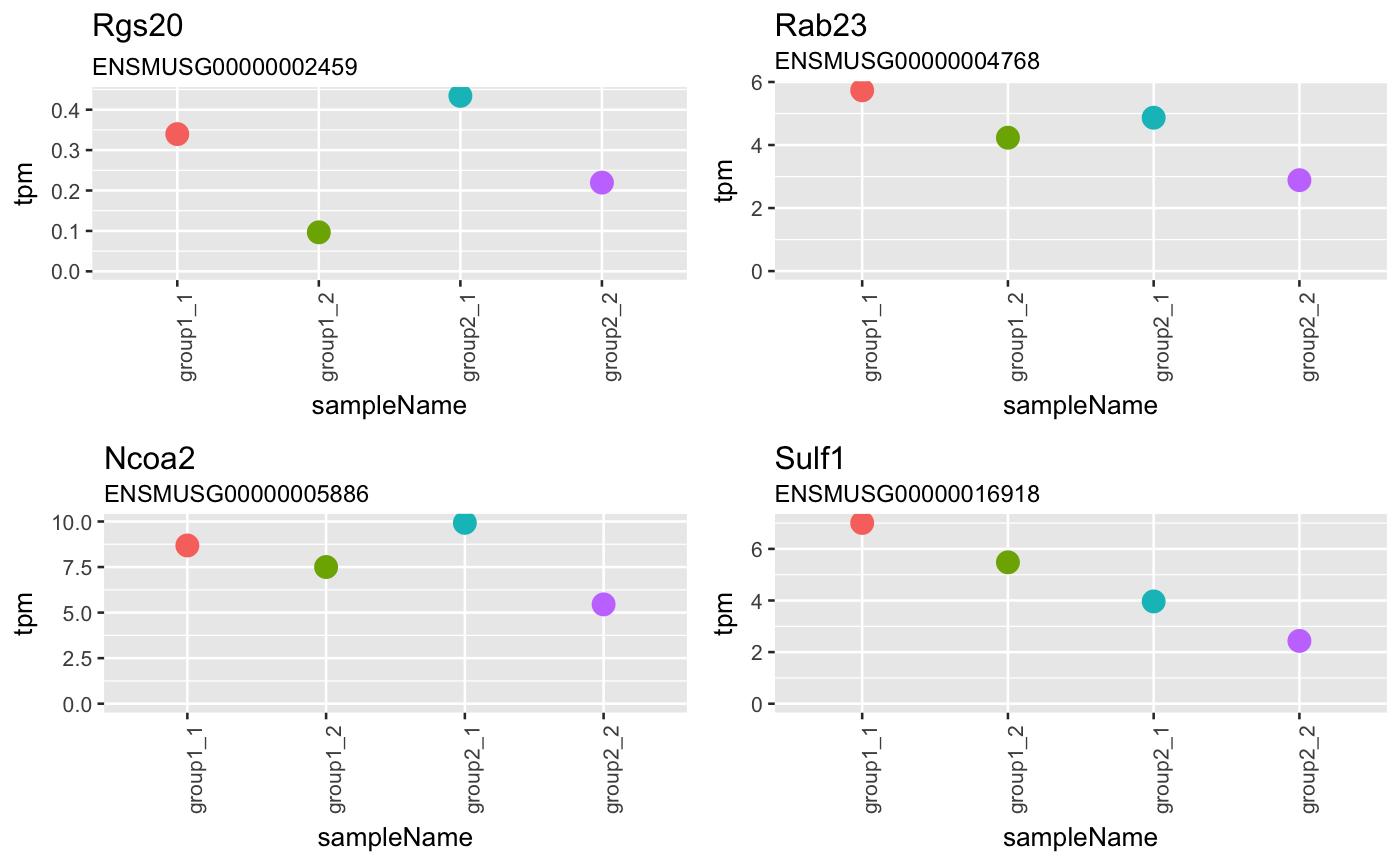 Rgs20
ENSMUSG00000002459
tpm
0.4
0.3
0.2
0.1
0.0
group1_1
group1_2
group2_1
group2_2
sampleName
Rab23
ENSMUSG00000004768
tpm
6
4
2
0
group1_1
group1_2
group2_1
group2_2
sampleName
Ncoa2
ENSMUSG00000005886
tpm
10.0
7.5
5.0
2.5
0.0
group1_1
group1_2
group2_1
group2_2
sampleName
Sulf1
ENSMUSG00000016918
tpm
6
4
2
0
group1_1
group1_2
group2_1
group2_2
sampleName